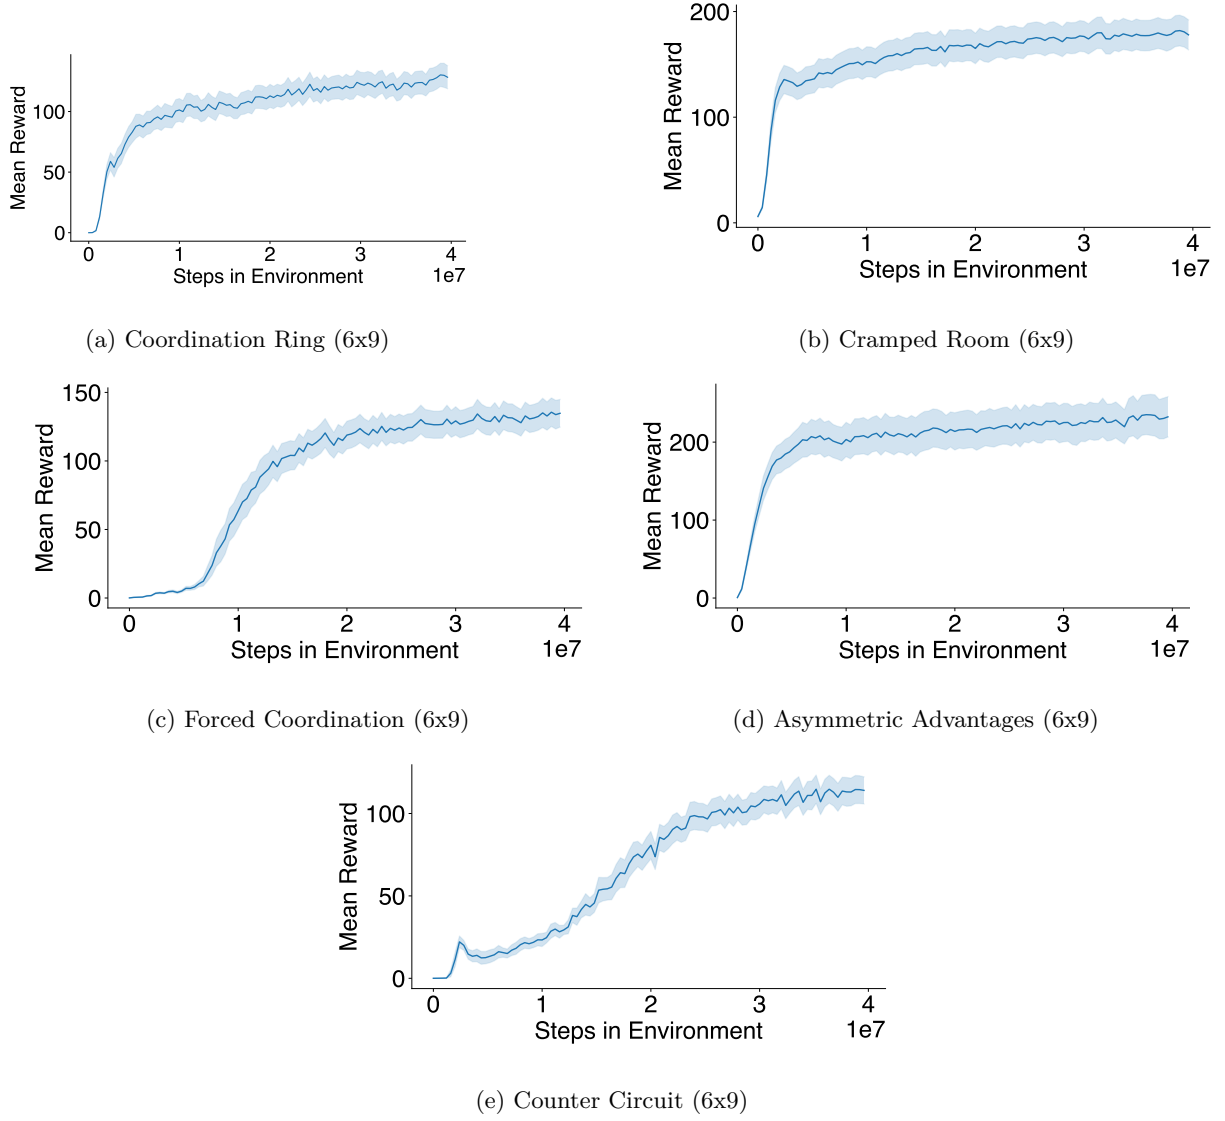 100
50
0
Mean Reward
0 1 2 3 4
1e7
Steps in Environment
(a) Coordination Ring (6x9)
200
100
0
Mean Reward
0 1 2 3 4
1e7
Steps in Environment
(b) Cramped Room (6x9)
150
100
50
0
Mean Reward
0 1 2 3 4
1e7
Steps in Environment
(c) Forced Coordination (6x9)
200
100
0
Mean Reward
0 1 2 3 4
1e7
Steps in Environment
(d) Asymmetric Advantages (6x9)
100
50
0
Mean Reward
0 1 2 3 4
1e7
Steps in Environment
(e) Counter Circuit (6x9)